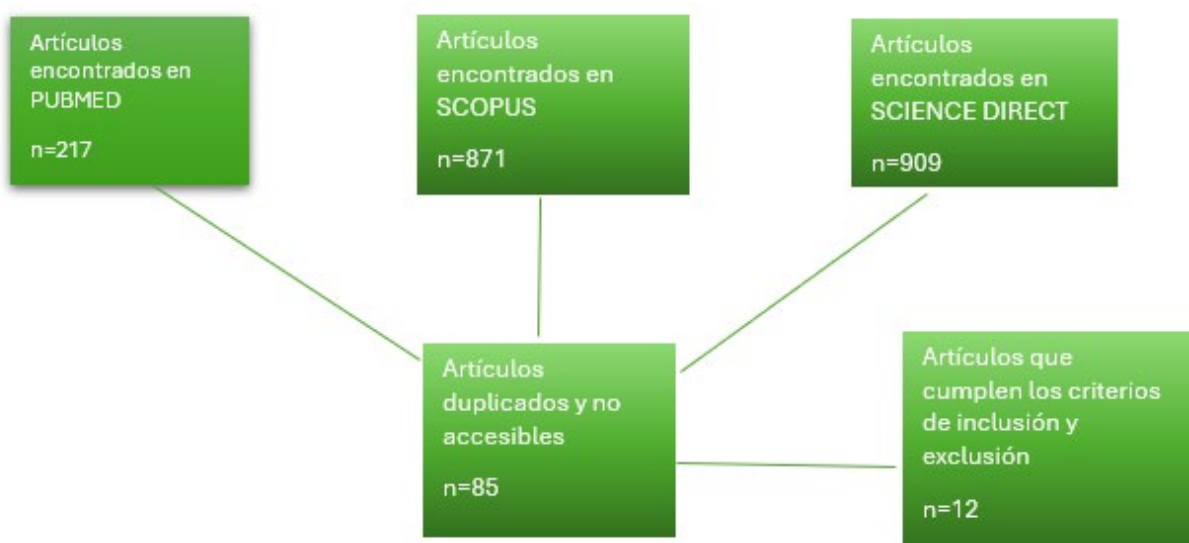 Artículos
encontrados en
PUBMED
n=217
Artículos
encontrados en
SCOPUS
n=871
Artículos
encontrados en
SCIENCE DIRECT
n=909
Artículos
duplicados y no
accesibles
n=85
Artículos que
cumplen los criterios
de inclusión y
exclusión
n=12